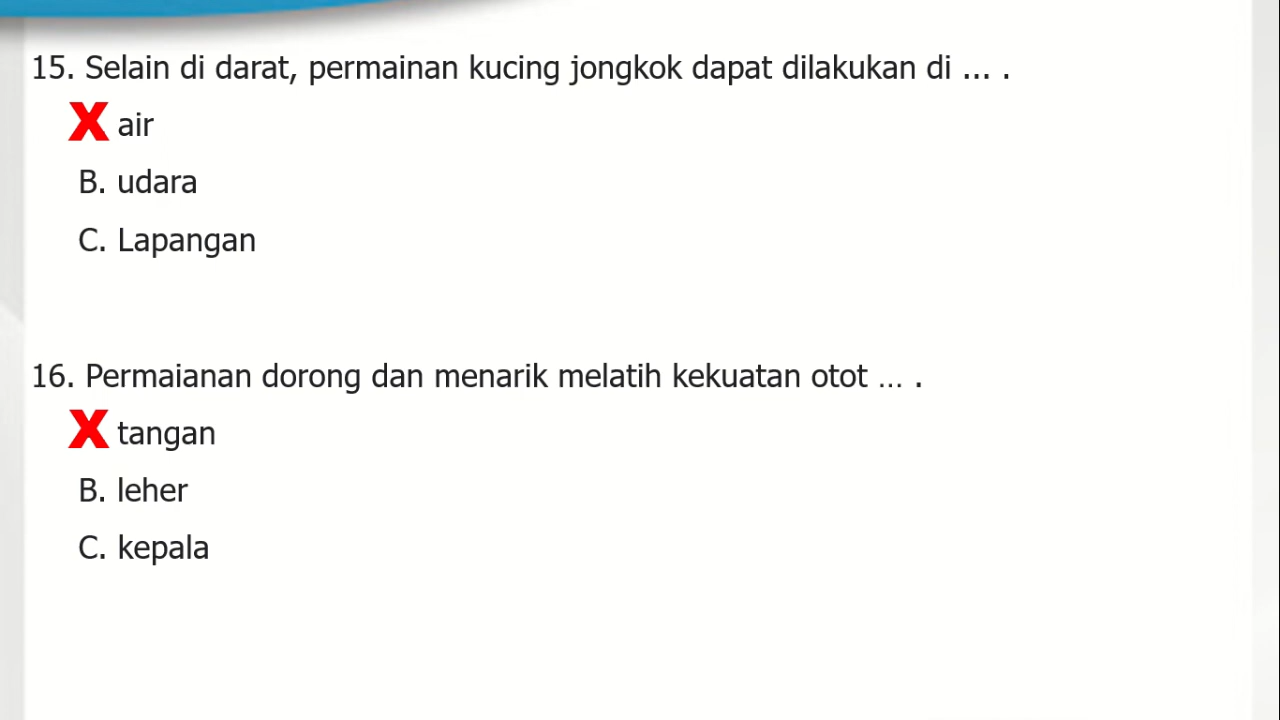 15. Selain di darat, permainan kucing jongkok dapat dilakukan di ... .
X air
B. udara
C. Lapangan
16. Permaianan dorong dan menarik melatih kekuatan otot ... .
X tangan
B. leher
C. kepala